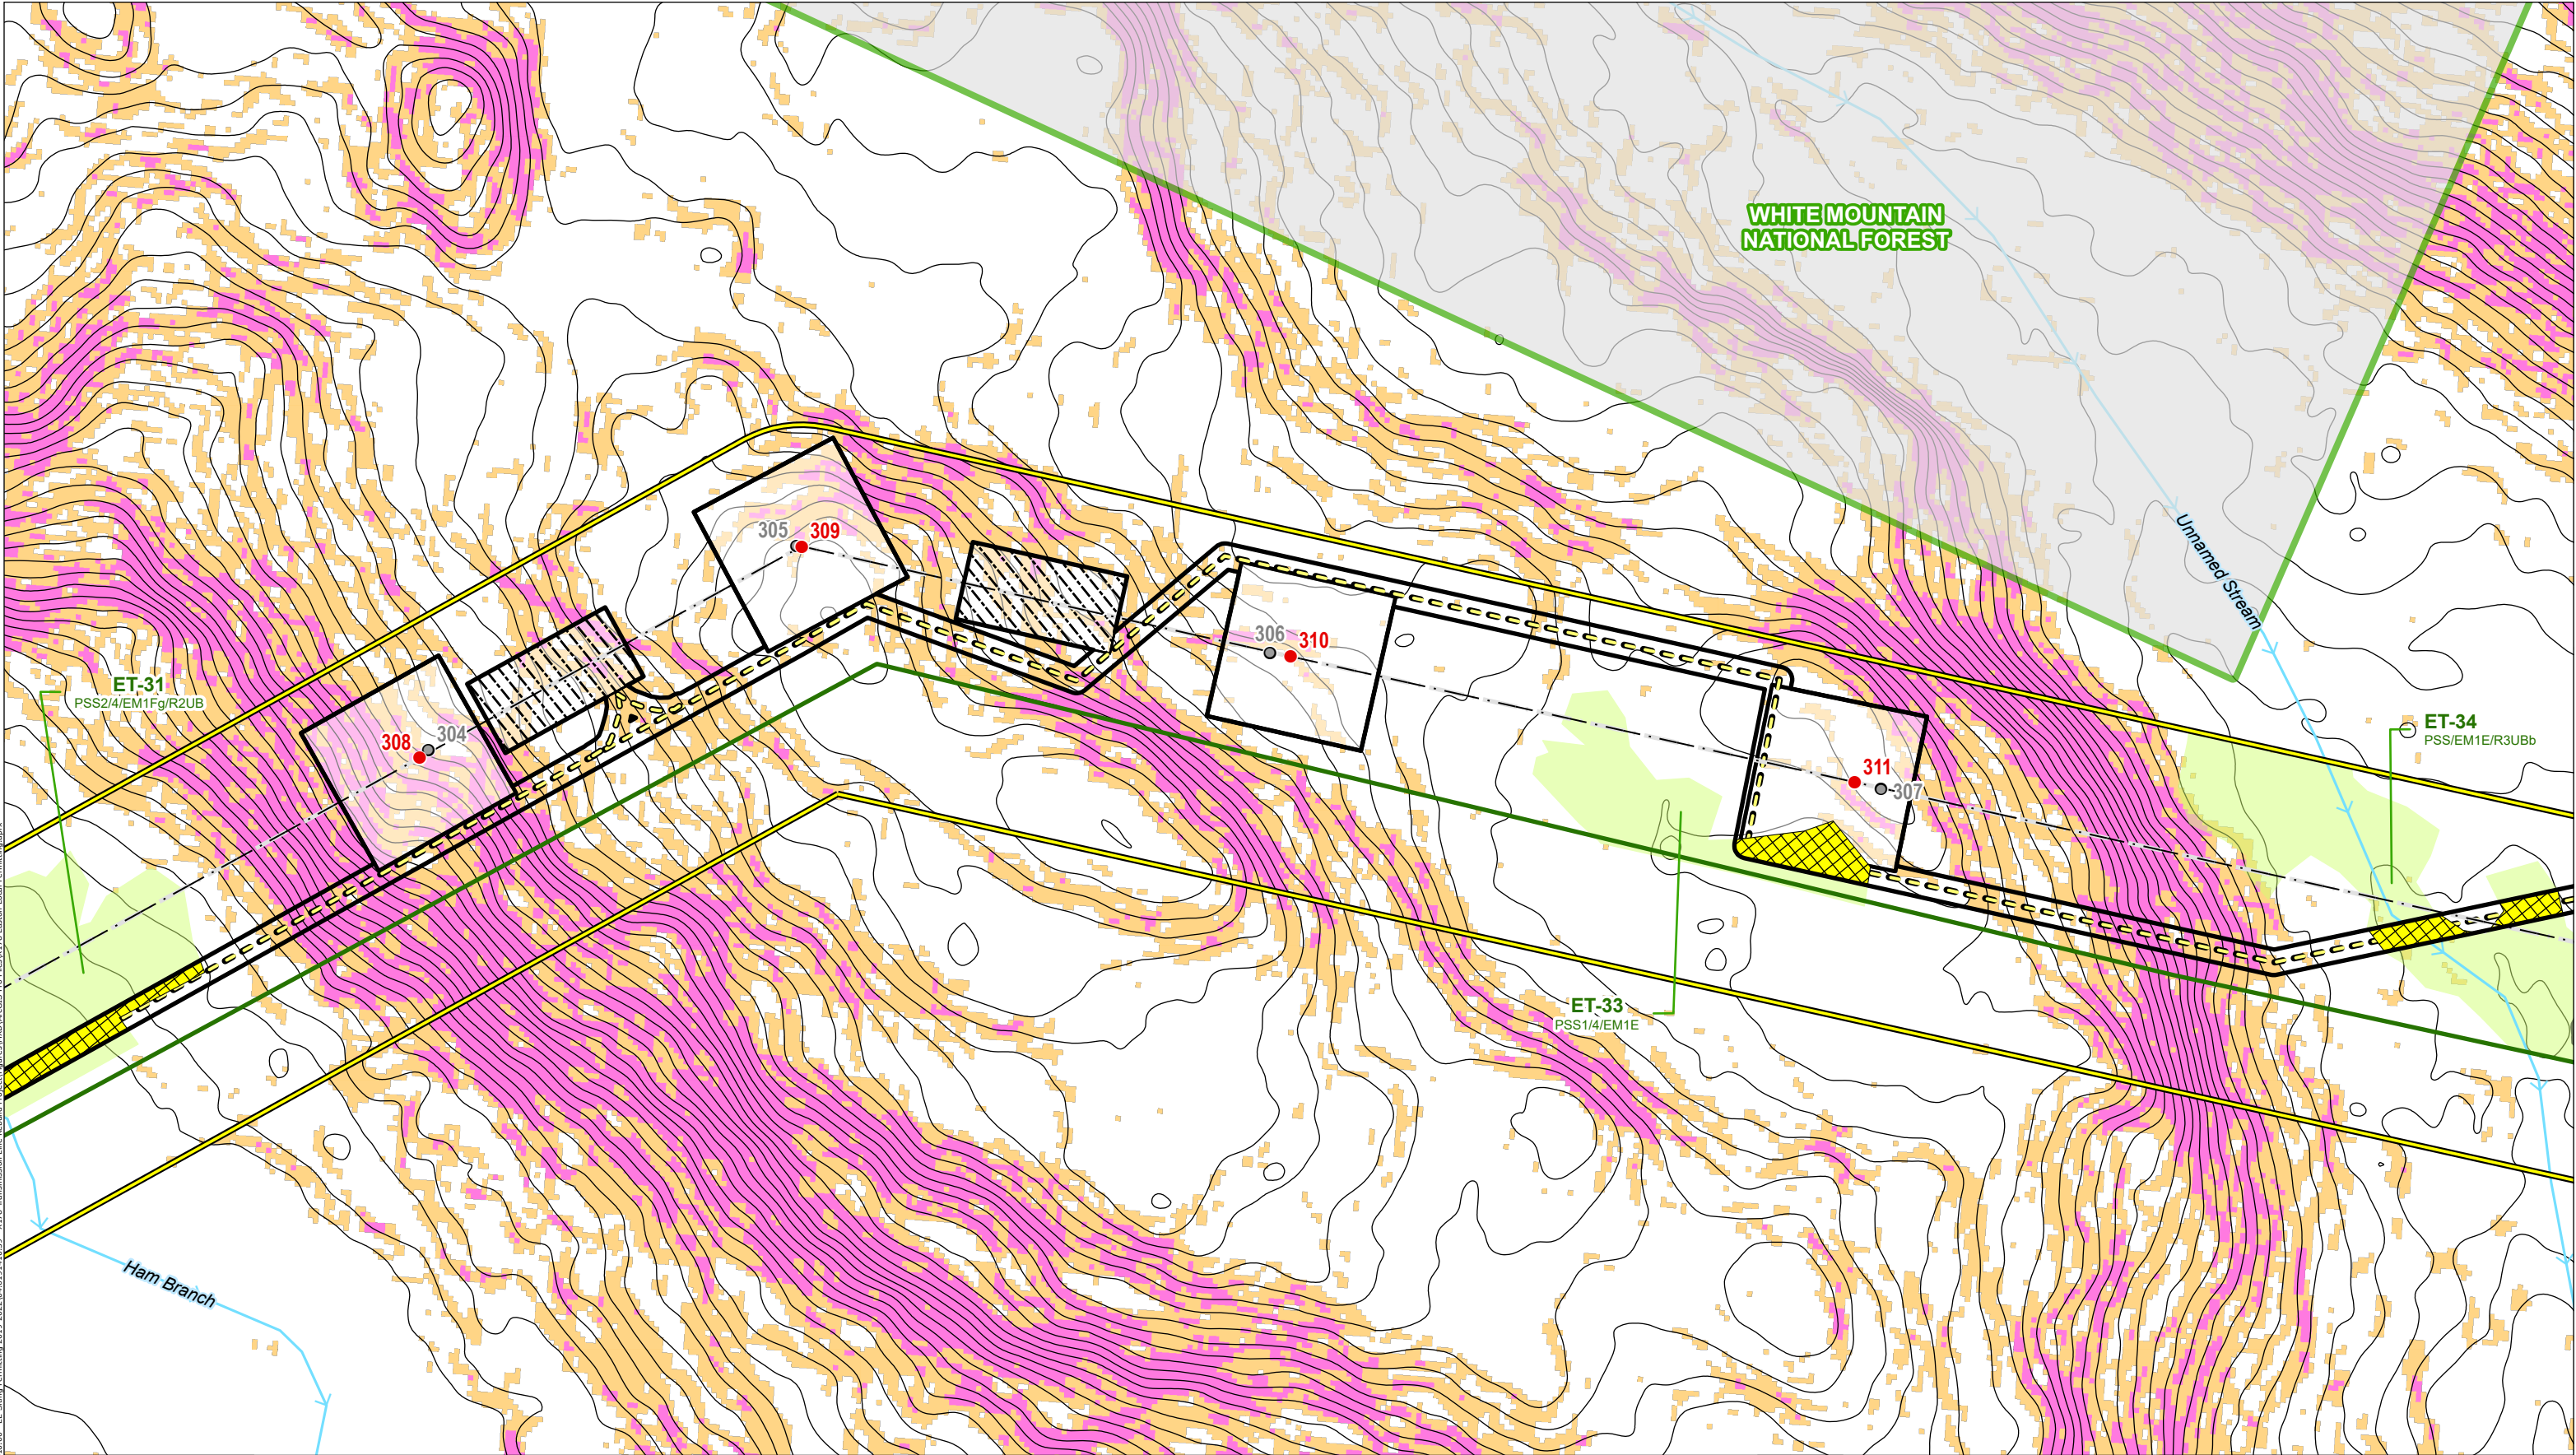 WHITE MOUNTAIN
NATIONAL FOREST
Unnamed Stream
305
309
306
310
ET-31
PSS2/4/EM1Fg/R2UB
308
304
311
307
ET-34
PSS/EM1E/R3UBb
ET-33
PSS1/4/EM1E
Ham Branch